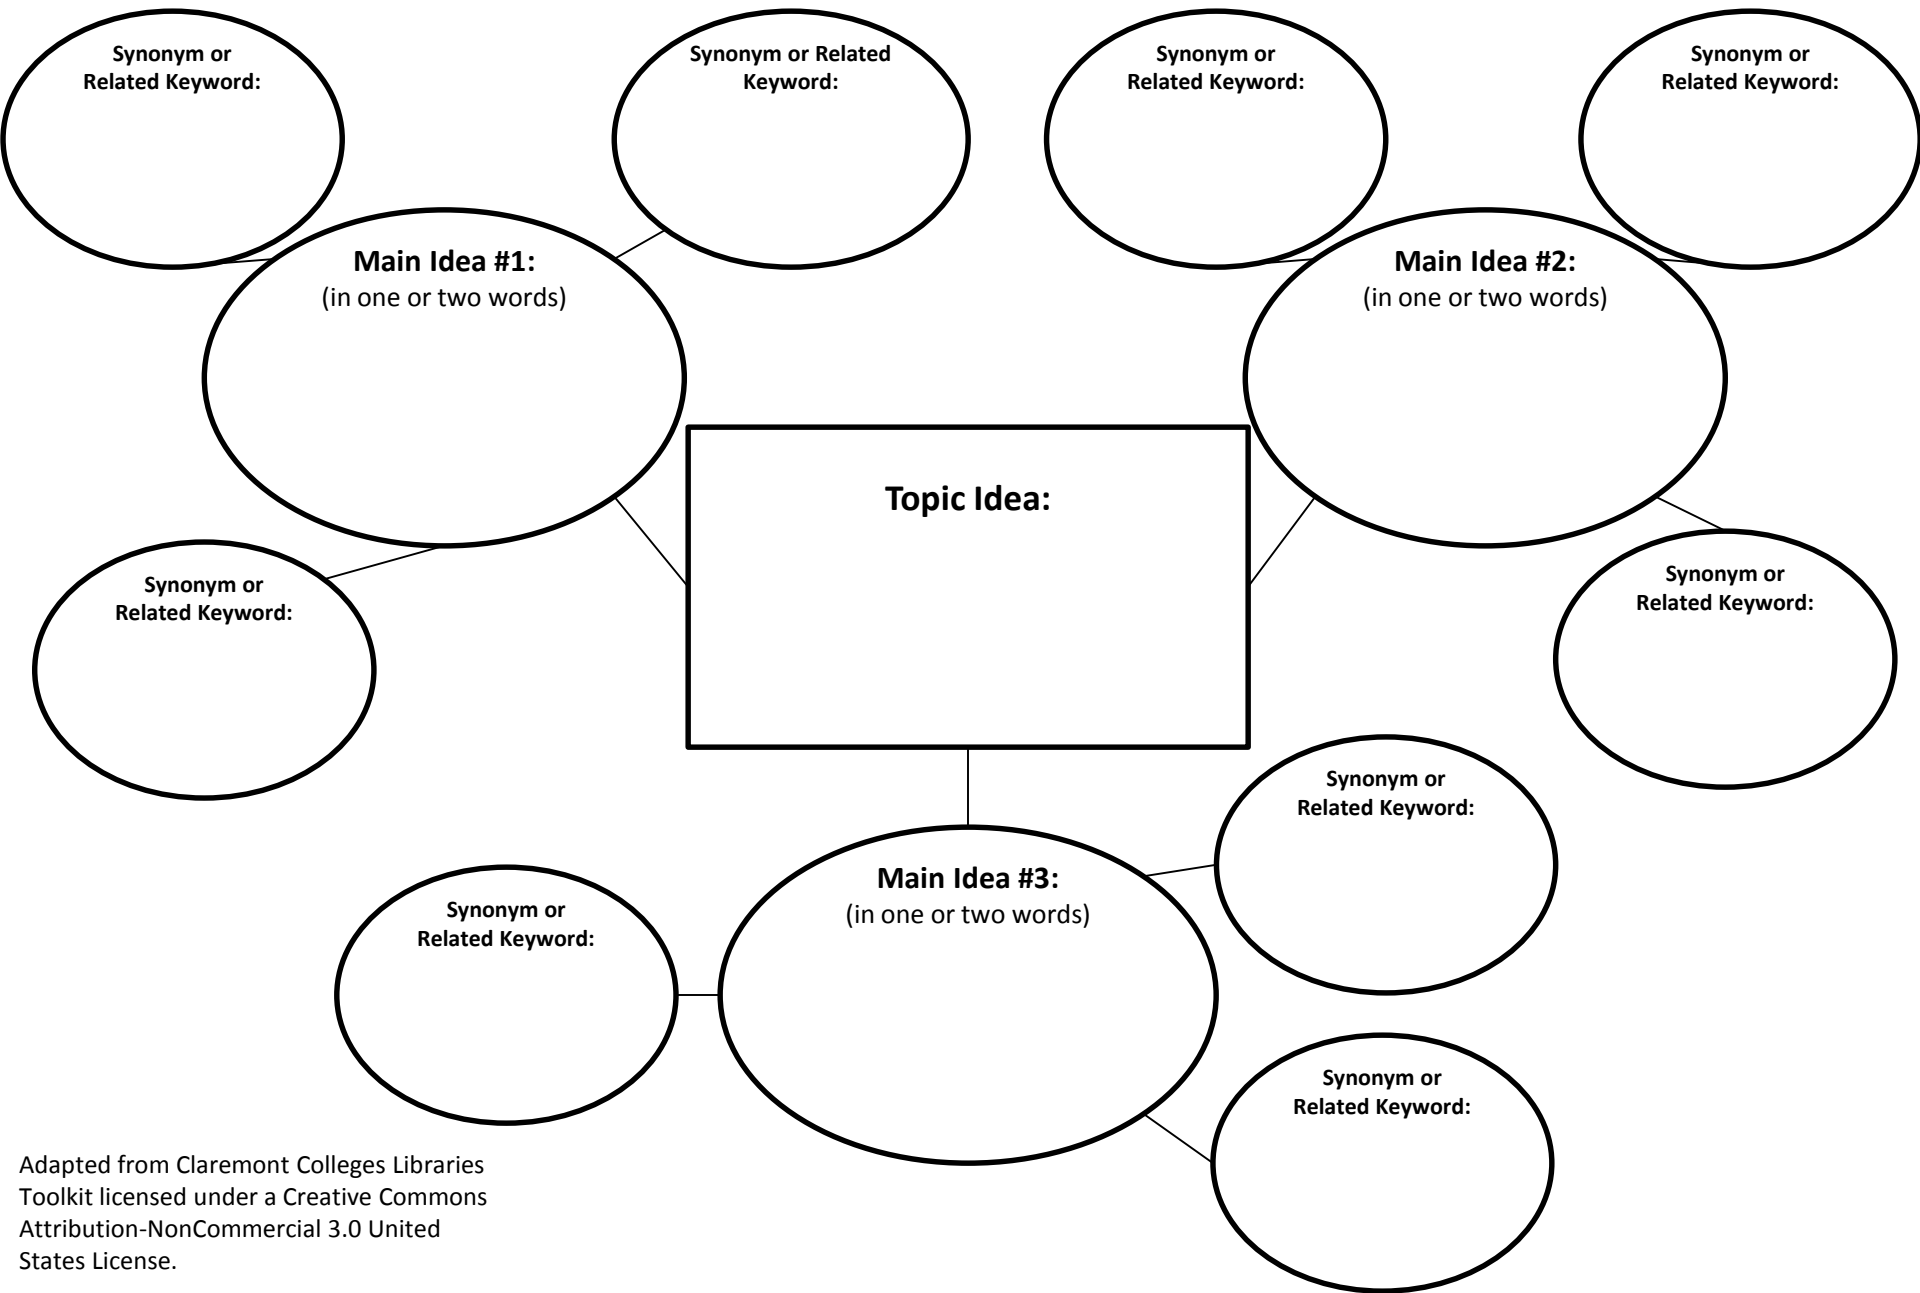 Synonym or
Related Keyword:
Synonym or Related
Keyword:
Synonym or
Related Keyword:
Synonym or
Related Keyword:
Main Idea #1:
(in one or two words)
Main Idea #2:
(in one or two words)
Topic Idea:
Synonym or
Related Keyword:
Synonym or
Related Keyword:
Synonym or
Related Keyword:
Main Idea #3:
(in one or two words)
Synonym or
Related Keyword:
Synonym or
Related Keyword:
Adapted from Claremont Colleges Libraries
Toolkit licensed under a Creative Commons
Attribution-NonCommercial 3.0 United
States License.